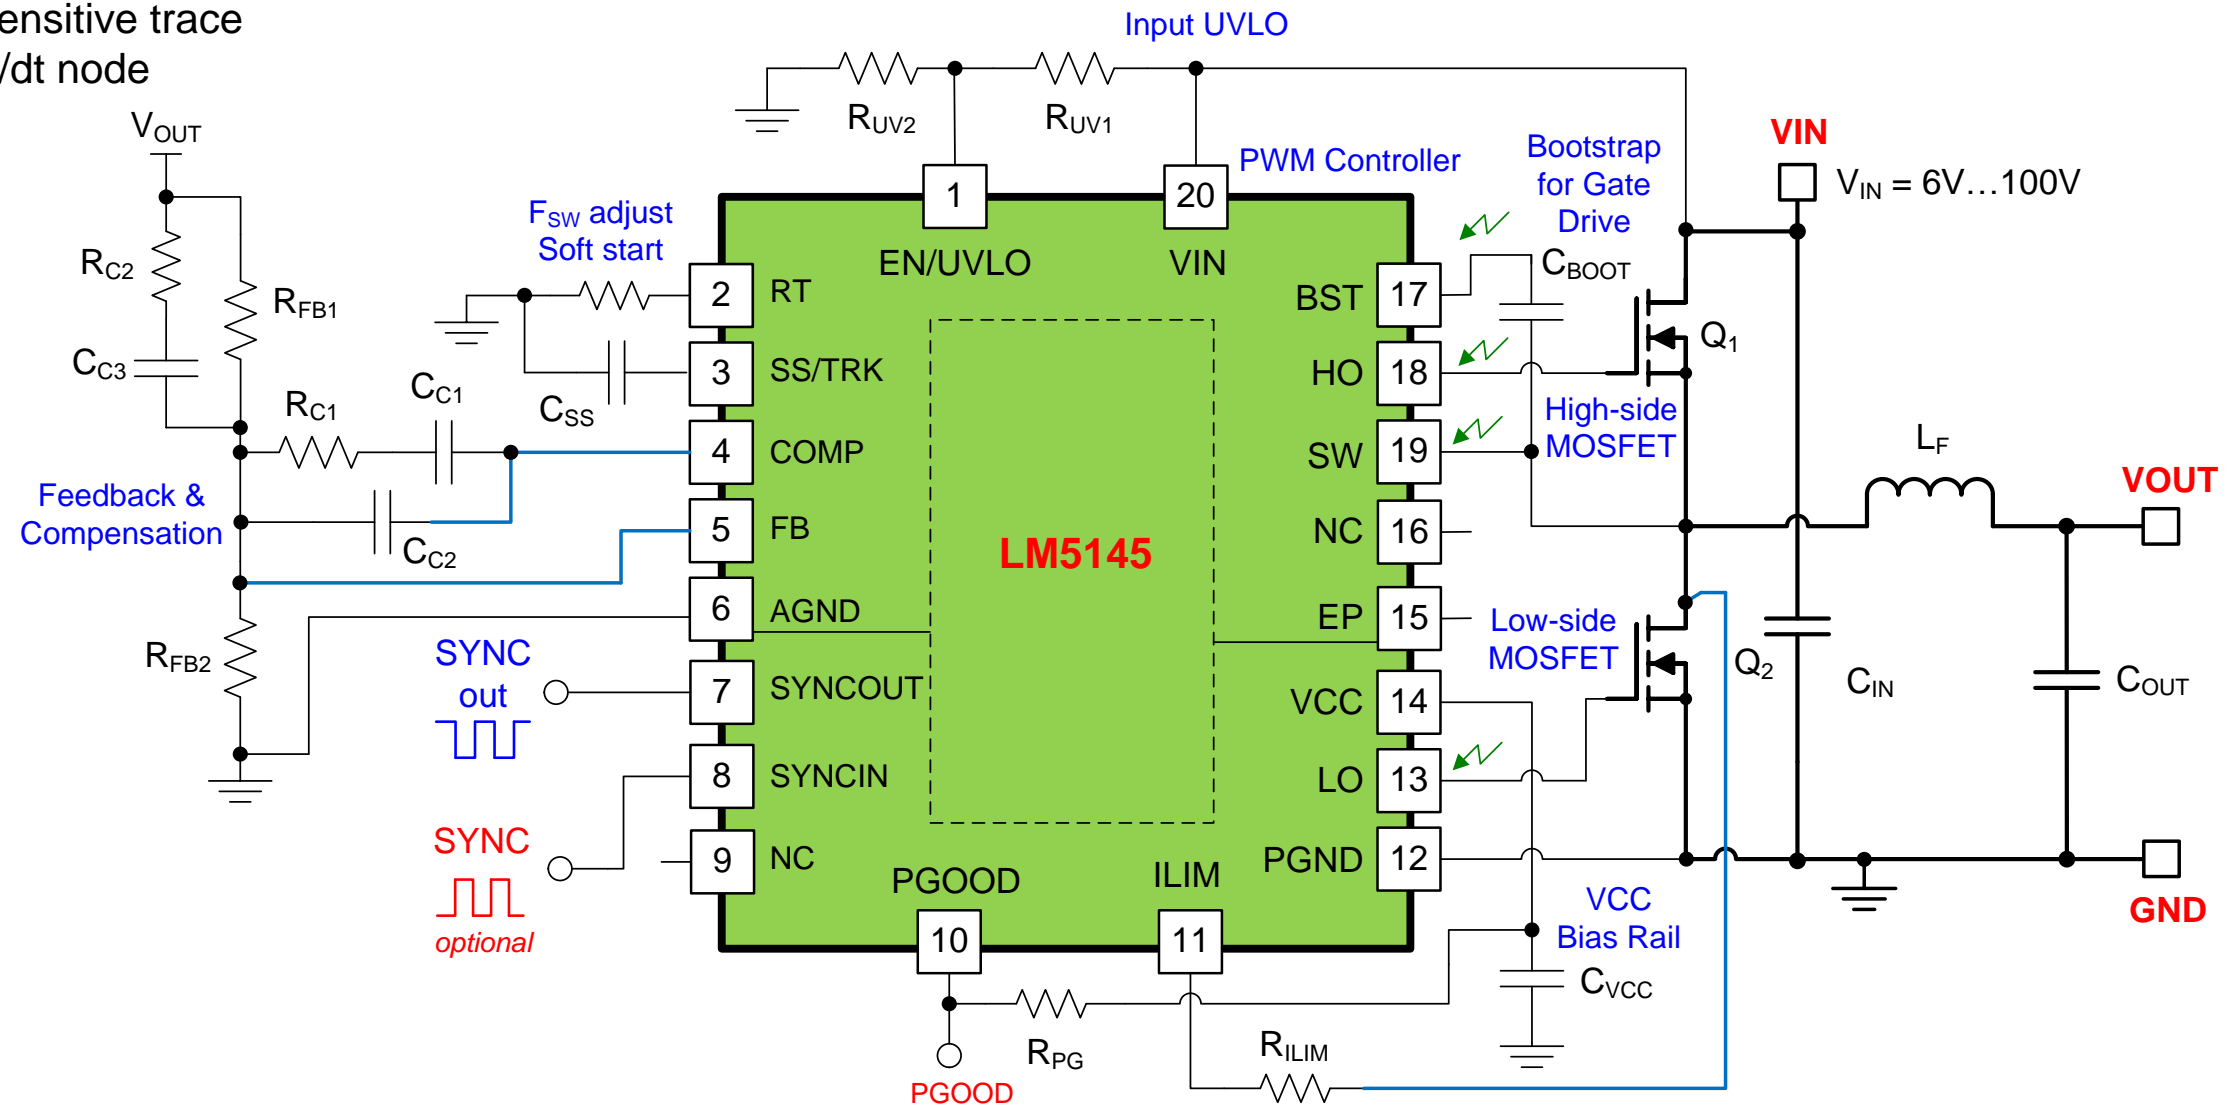 ensitive trace
/dt node
Input UVLO
RUV2
RUV1
VOUT
PWM Controller
Bootstrap
for Gate
Drive
VIN
VIN = 6V…100V
1
20
EN/UVLO
VIN
FSW adjust
Soft start
RC2
RFB1
CC3
RC1
CC1
CSS
CC2
Feedback &
Compensation
RFB2
2
RT
3
SS/TRK
4
COMP
5
FB
6
AGND
7
SYNCOUT
8
SYNCIN
9
NC
SYNC
out
SYNC
optional
LM5145
BST
17
HO
18
SW
19
NC
16
EP
15
VCC
14
LO
13
PGND
12
CBOOT
Q1
High-side
MOSFET
LF
VOUT
Low-side
MOSFET
Q2
CIN
COUT
GND
PGOOD
10
ILIM
11
VCC
Bias Rail
CVCC
RPG
RILIM
PGOOD